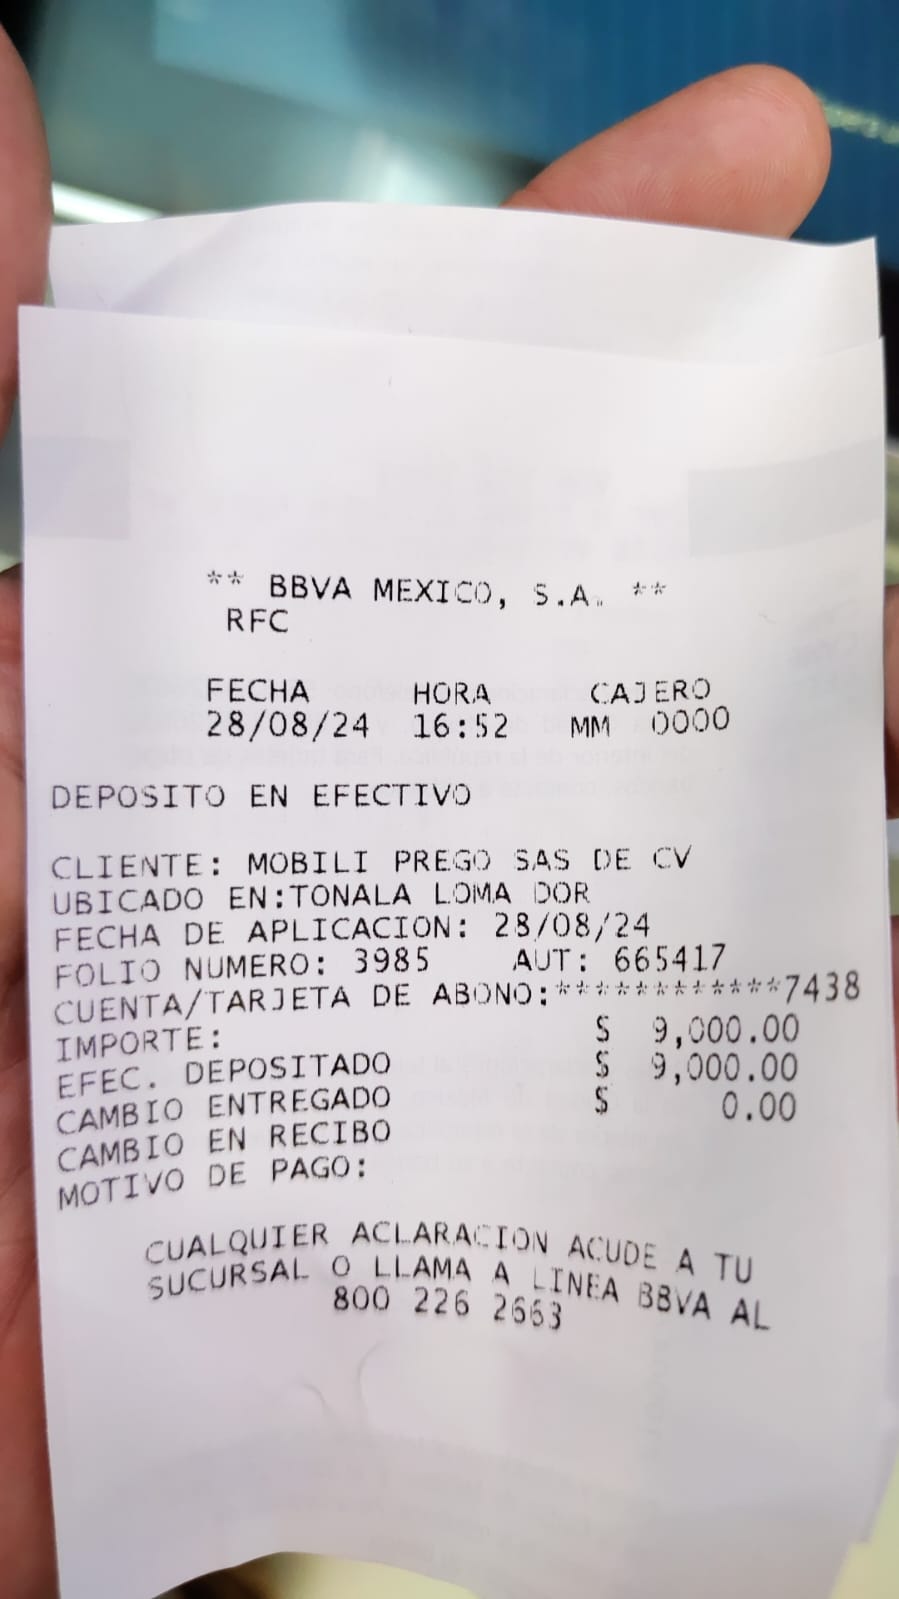 ** BBVA MEXICO, S.A. **
RFC
FECHA HORA CAJERO
28/08/24 16:52 MM 0000
DEPOSITO EN EFECTIVO
CLIENTE: MOBILI PREGO SAS DE CV
UBICADO EN:TONALA LOMA DOR
FECHA DE APLICACION: 28/08/24
FOLIO NUMERO: 3985 AUT: 665417
CUENTA/TARJETA DE ABONO:************7438
IMPORTE: $ 9,000.00
EFEC. DEPOSITADO $ 9,000.00
CAMBIO ENTREGADO $ 0.00
CAMBIO EN RECIBO
MOTIVO DE PAGO:
CUALQUIER ACLARACION ACUDE A TU
SUCURSAL O LLAMA A LINEA BBVA AL
800 226 2663